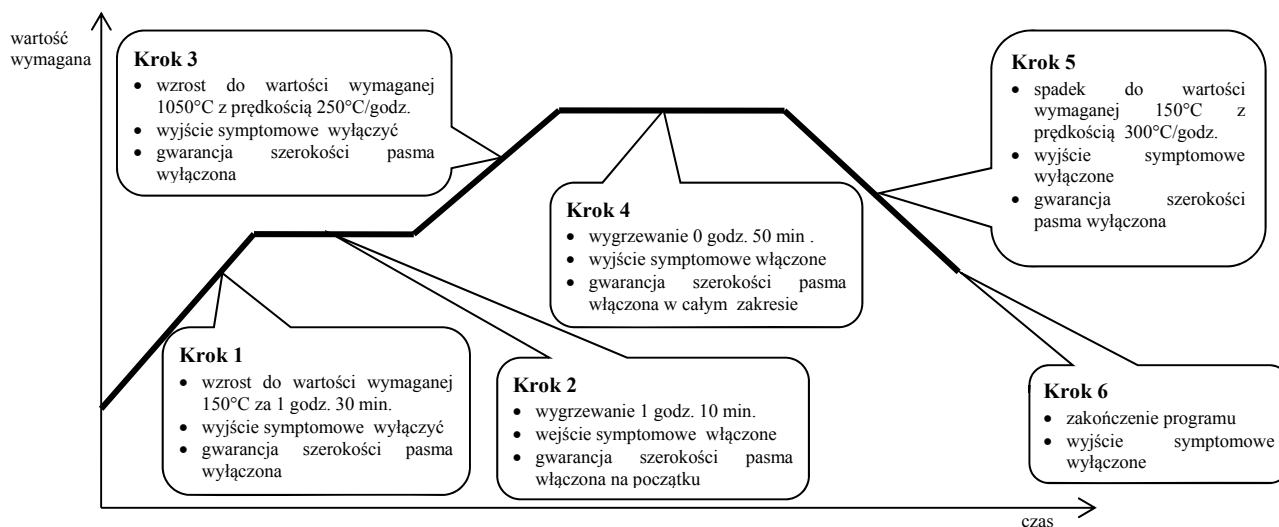 wartość
wymagana
Krok 3
• wzrost do wartości wymaganej
1050°C z prędkością 250°C/godz.
• wyjście symptomowe wyłączyć
• gwarancja szerokości pasma
wyłączona
Krok 5
• spadek do wartości
wymaganej 150°C z
prędkością 300°C/godz.
• wyjście symptomowe
wyłączone
• gwarancja szerokości
pasma wyłączona
Krok 4
• wygrzewanie 0 godz. 50 min .
• wyjście symptomowe włączone
• gwarancja szerokości pasma
włączona w całym zakresie
Krok 1
• wzrost do wartości wymaganej
150°C za 1 godz. 30 min.
• wyjście symptomowe wyłączyć
• gwarancja szerokości pasma
wyłączona
Krok 2
• wygrzewanie 1 godz. 10 min.
• wejście symptomowe włączone
• gwarancja szerokości pasma
włączona na początku
Krok 6
• zakończenie programu
• wyjście symptomowe
wyłączone
czas